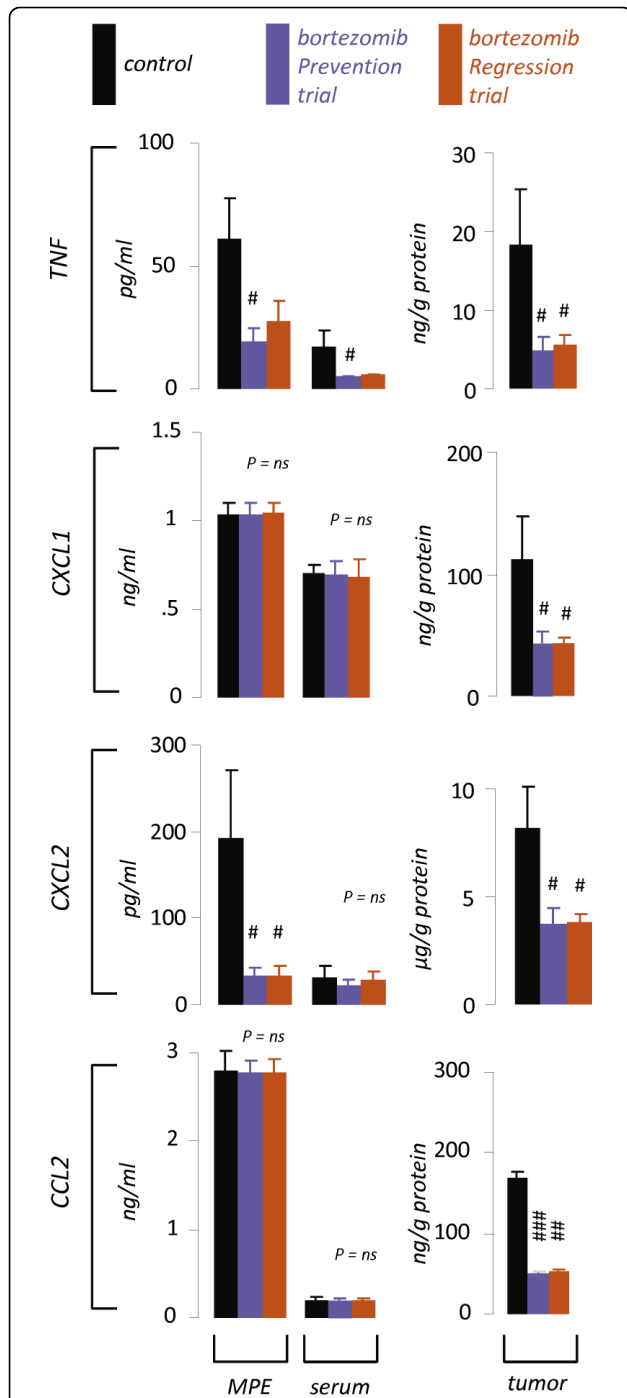 control
bortezomib
Prevention
trial
bortezomib
Regression
trial
TNF
pg/ml
100
50
0
#
#
ng/g protein
30
20
10
0
#
#
CXCL1
ng/ml
1.5
1
.5
0
P = ns
P = ns
ng/g protein
200
100
0
#
#
CXCL2
pg/ml
300
200
100
0
#
#
P = ns
µg/g protein
10
5
0
#
#
CCL2
ng/ml
3
2
1
0
P = ns
P = ns
ng/g protein
300
200
100
0
###
##
MPE
serum
tumor